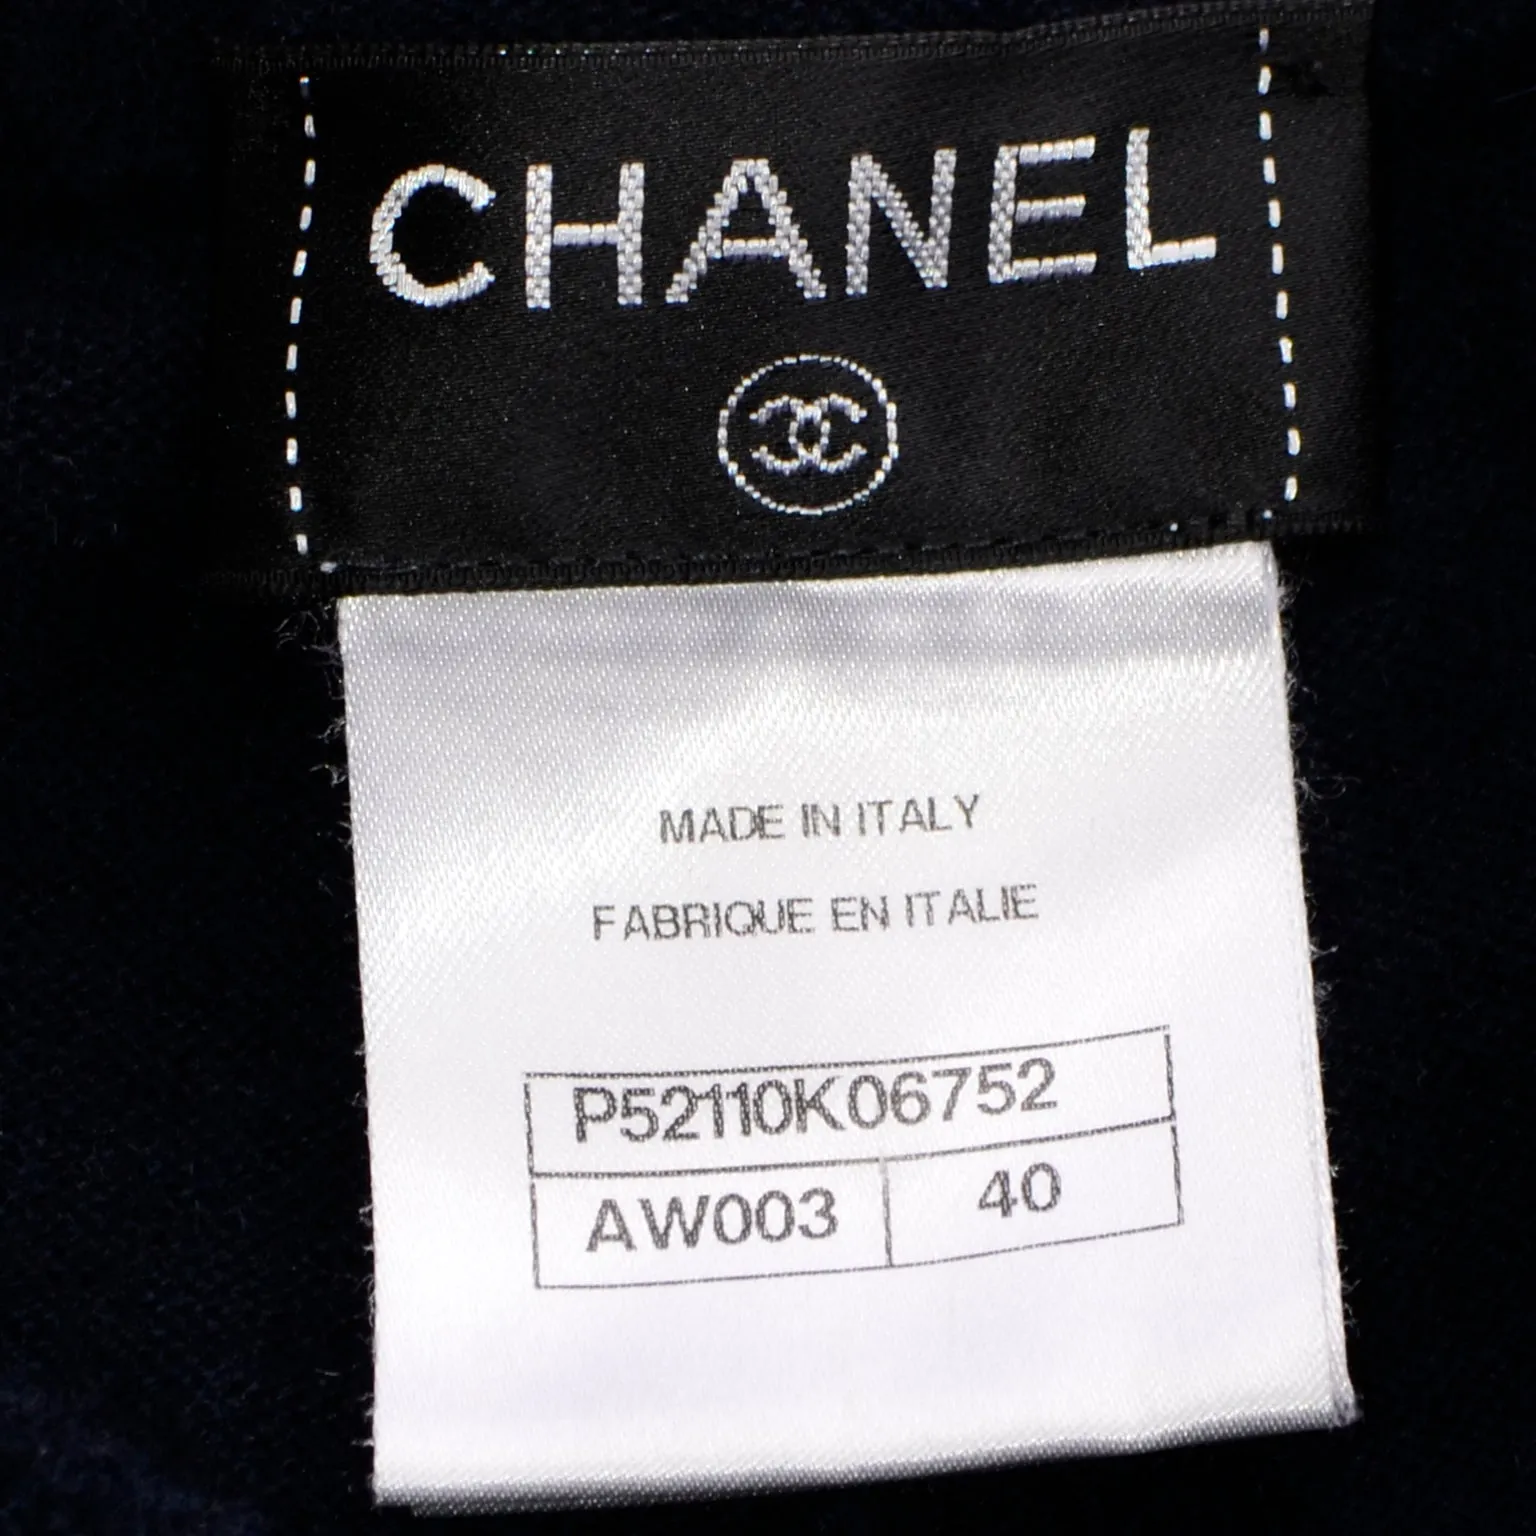 CHANEL
MADE IN ITALY
FABRIQUE EN ITALIE
P52110K06752
AW003 40